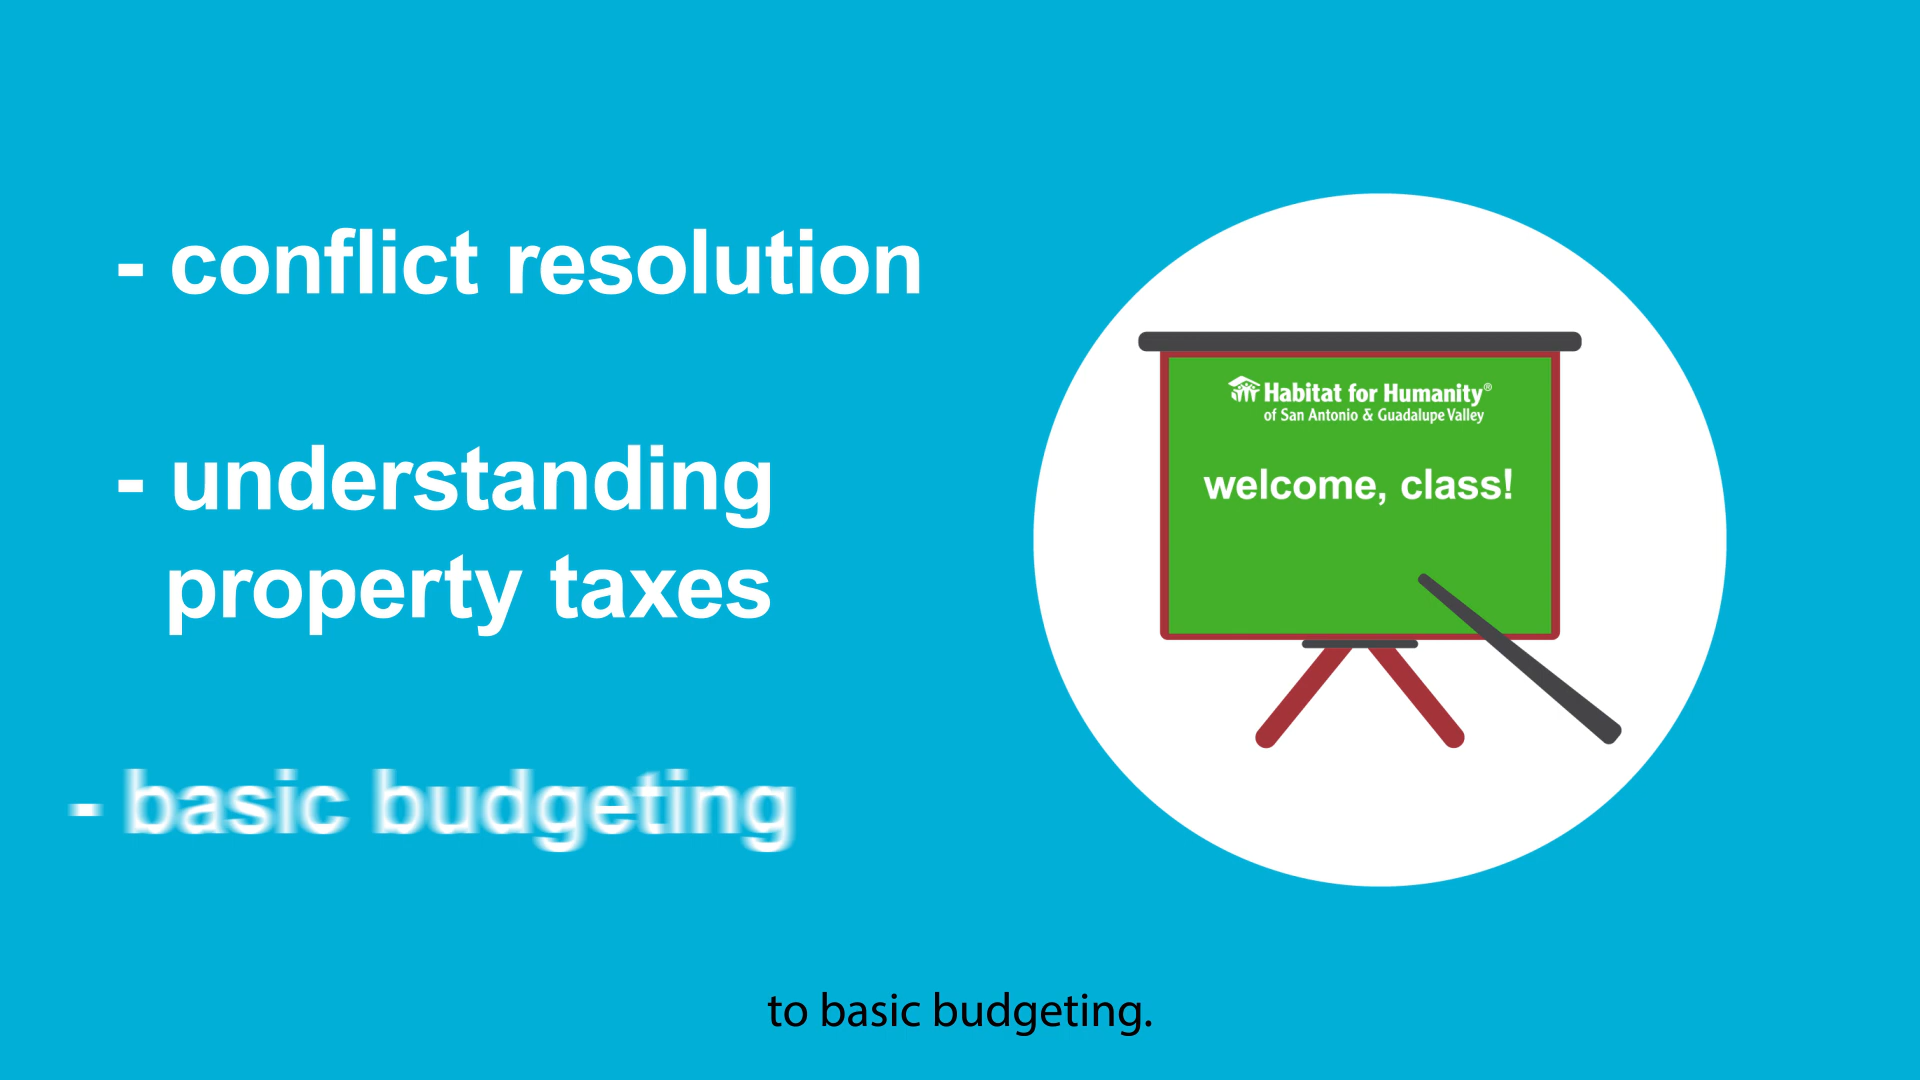 - conflict resolution
- understanding
property taxes
- basic budgeting
Habitat for Humanity®
of San Antonio & Guadalupe Valley
welcome, class!
to basic budgeting.